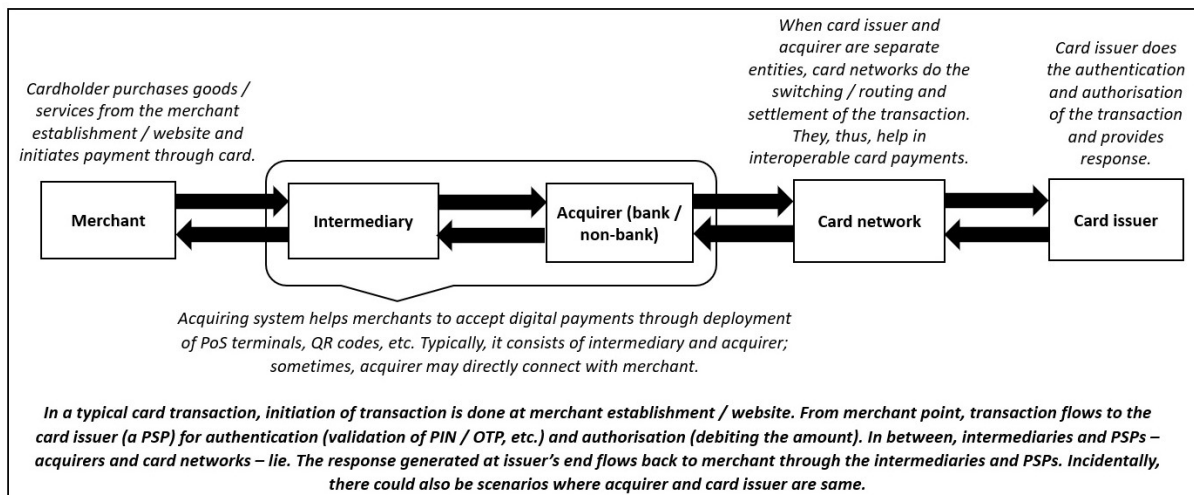 Cardholder purchases goods /
services from the merchant
establishment / website and
initiates payment through card.
When card issuer and
acquirer are separate
entities, card networks do the
switching / routing and
settlement of the transaction.
They, thus, help in
interoperable card payments.
Card issuer does
the authentication
and authorisation
of the transaction
and provides
response.
Merchant
Intermediary
Acquirer (bank /
non-bank)
Card network
Card issuer
Acquiring system helps merchants to accept digital payments through deployment
of PoS terminals, QR codes, etc. Typically, it consists of intermediary and acquirer;
sometimes, acquirer may directly connect with merchant.
In a typical card transaction, initiation of transaction is done at merchant establishment / website. From merchant point, transaction flows to the
card issuer (a PSP) for authentication (validation of PIN / OTP, etc.) and authorisation (debiting the amount). In between, intermediaries and PSPs –
acquirers and card networks – lie. The response generated at issuer's end flows back to merchant through the intermediaries and PSPs. Incidentally,
there could also be scenarios where acquirer and card issuer are same.